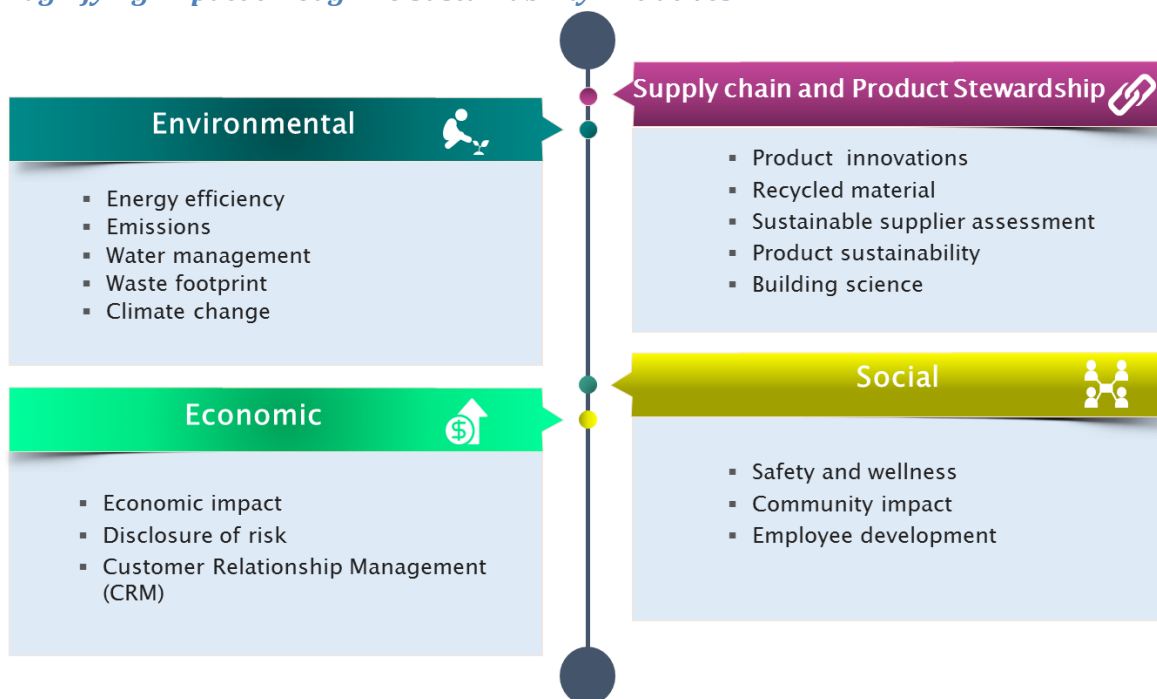 Environmental
▪ Energy efficiency
▪ Emissions
▪ Water management
▪ Waste footprint
▪ Climate change
Supply chain and Product Stewardship
▪ Product innovations
▪ Recycled material
▪ Sustainable supplier assessment
▪ Product sustainability
▪ Building science
Economic
▪ Economic impact
▪ Disclosure of risk
▪ Customer Relationship Management
(CRM)
Social
▪ Safety and wellness
▪ Community impact
▪ Employee development